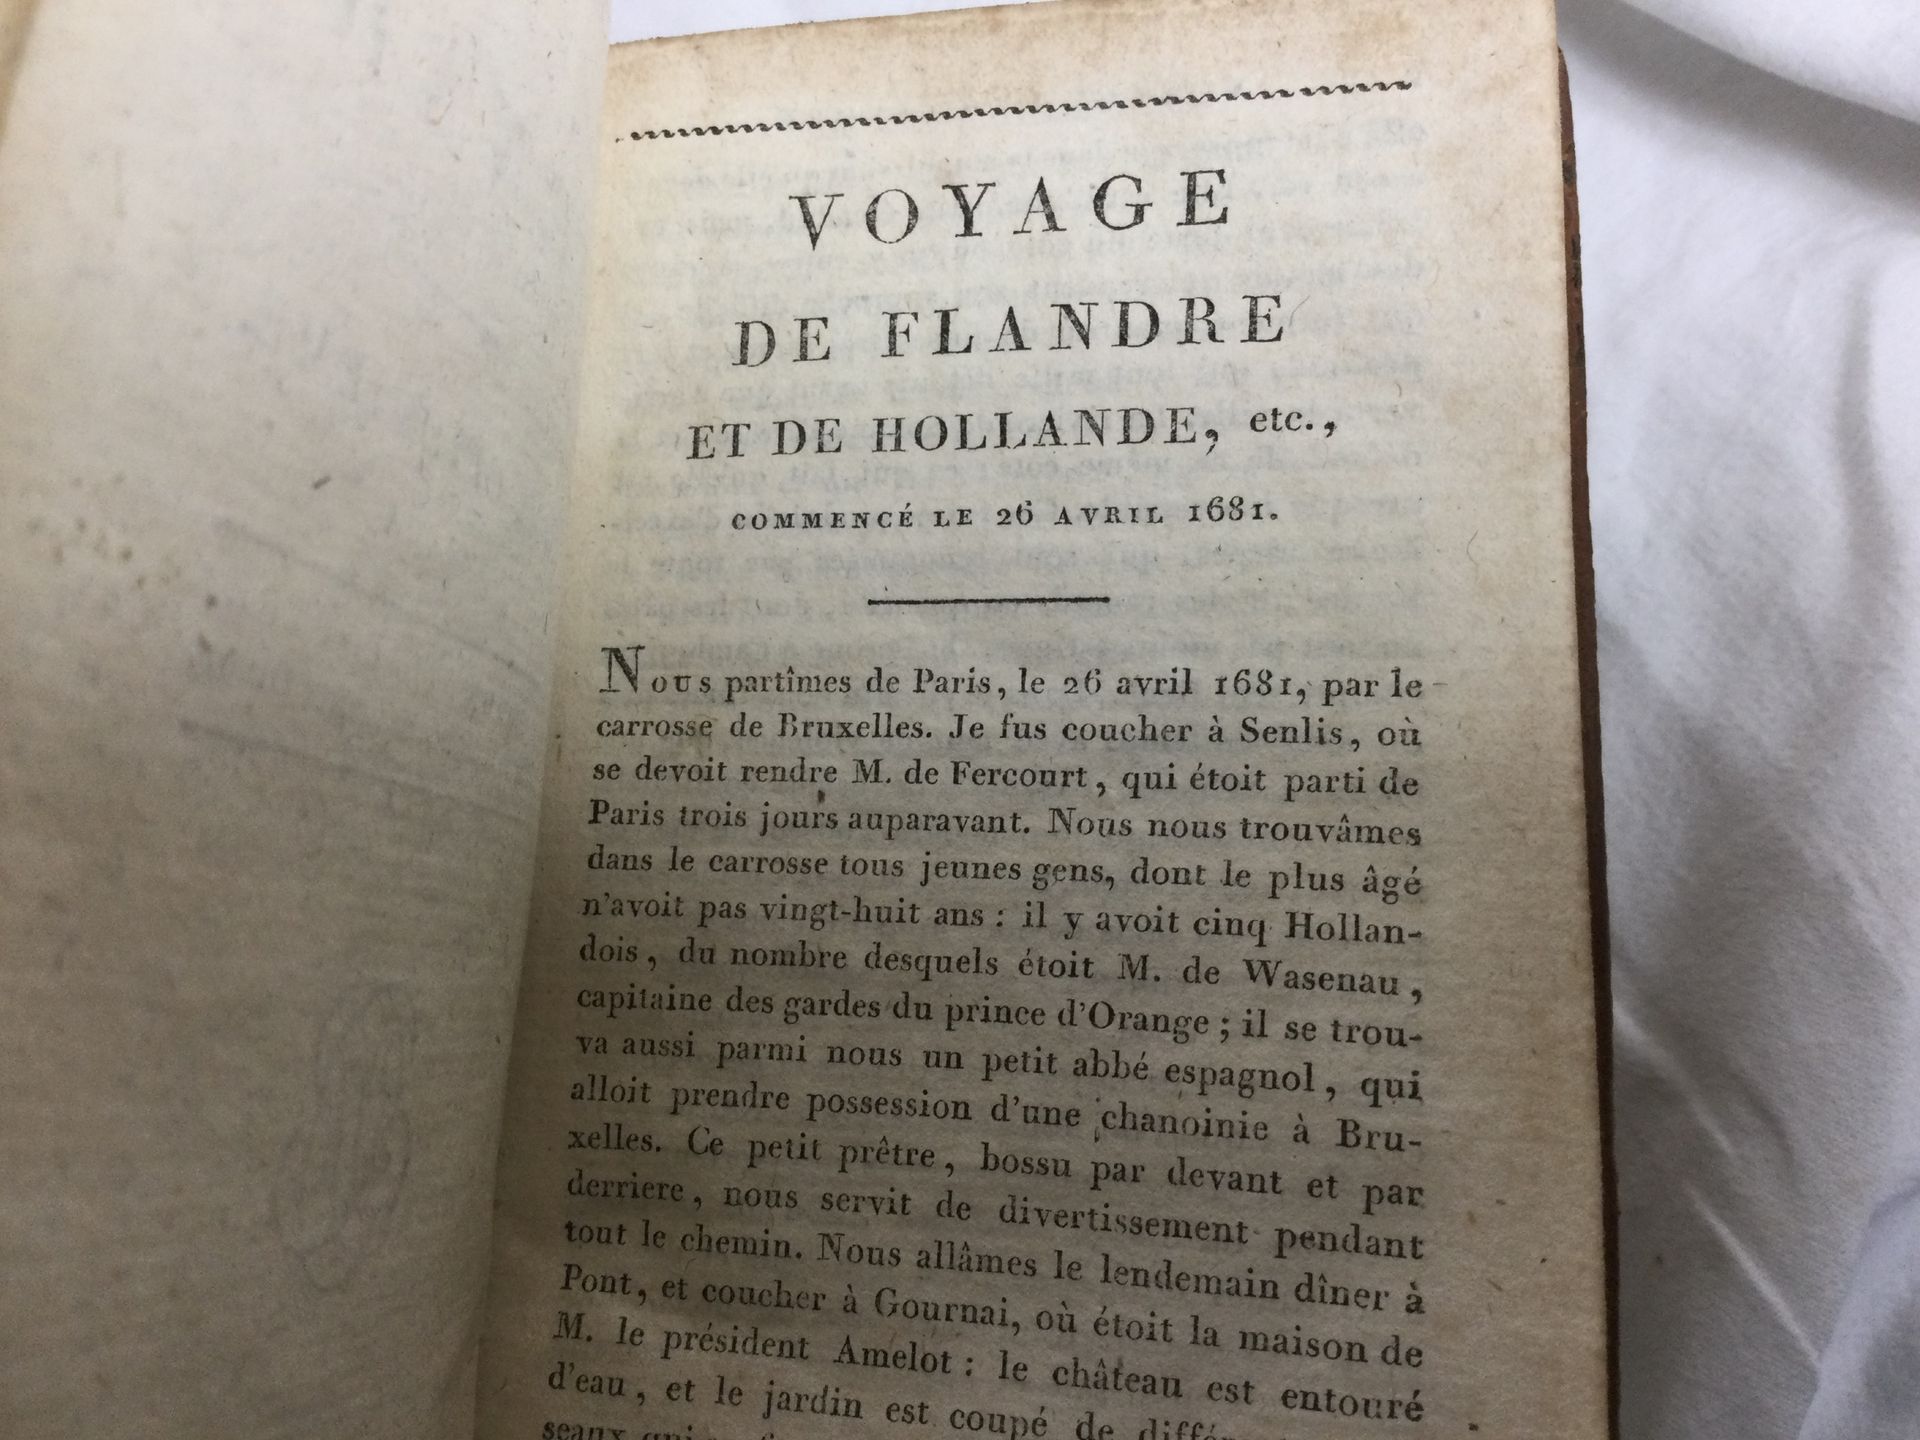 VOYAGE
DE FLANDRE
ET DE HOLLANDE, etc.,
COMMENCÉ LE 26 AVRIL 1681.
Nous partîmes de Paris, le 26 avril 1681, par le
carrosse de Bruxelles. Je fus coucher à Senlis, où
se devoit rendre M. de Fercourt, qui étoit parti de
Paris trois jours auparavant. Nous nous trouvâmes
dans le carrosse tous jeunes gens, dont le plus âgé
n'avoit pas vingt-huit ans : il y avoit cinq Hollan-
dois, du nombre desquels étoit M. de Wasenau,
capitaine des gardes du prince d'Orange ; il se trou-
va aussi parmi nous un petit abbé espagnol, qui
alloit prendre possession d'une chanoinie à Bru-
xelles. Ce petit prêtre, bossu par devant et par
derriere, nous servit de divertissement pendant
tout le chemin. Nous allâmes le lendemain dîner à
Pont, et coucher à Gournai, où étoit la maison de
M. le président Amelot : le château est entouré
d'eau, et le jardin est coupé de